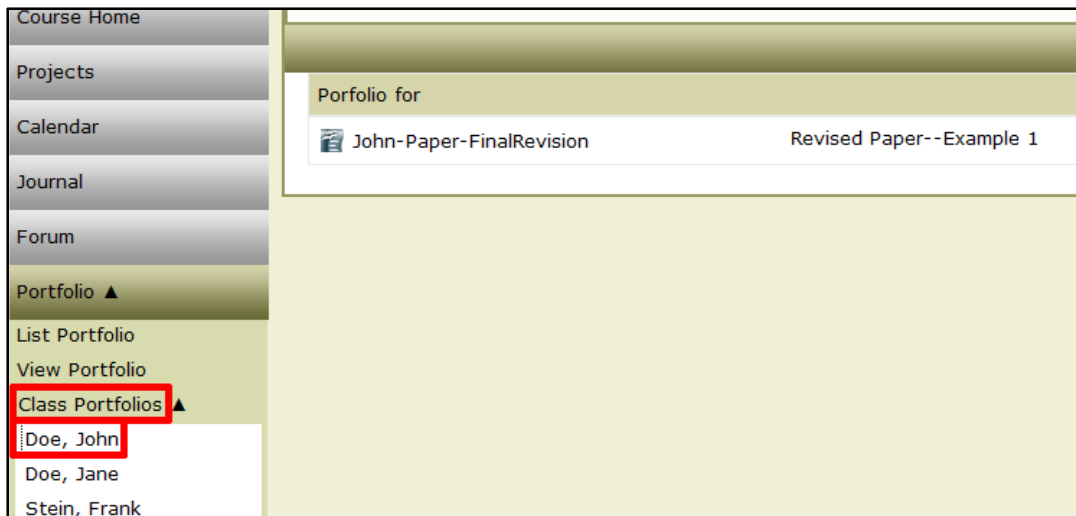 Course Home
Projects
Calendar
Journal
Forum
Portfolio ▲
List Portfolio
View Portfolio
Class Portfolios ▲
Doe, John
Doe, Jane
Stein, Frank
Porfolio for
John-Paper-FinalRevision Revised Paper--Example 1